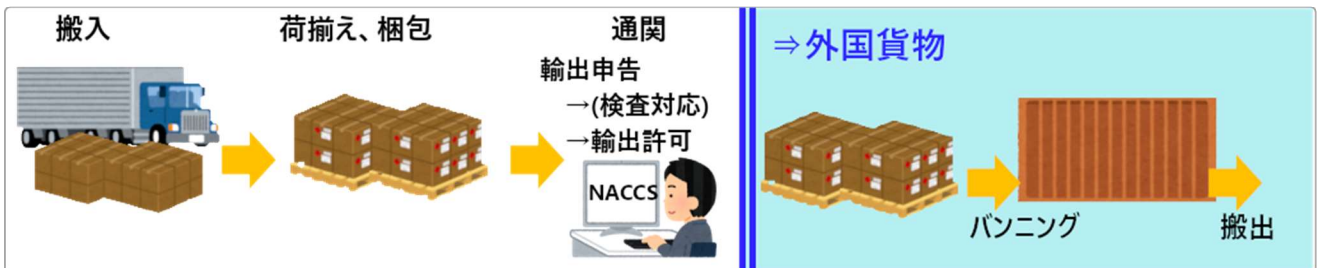 搬入
荷揃え、梱包
通関
輸出申告
→(検査対応)
→輸出許可
NACCS
⇒外国貨物
バンニング
搬出